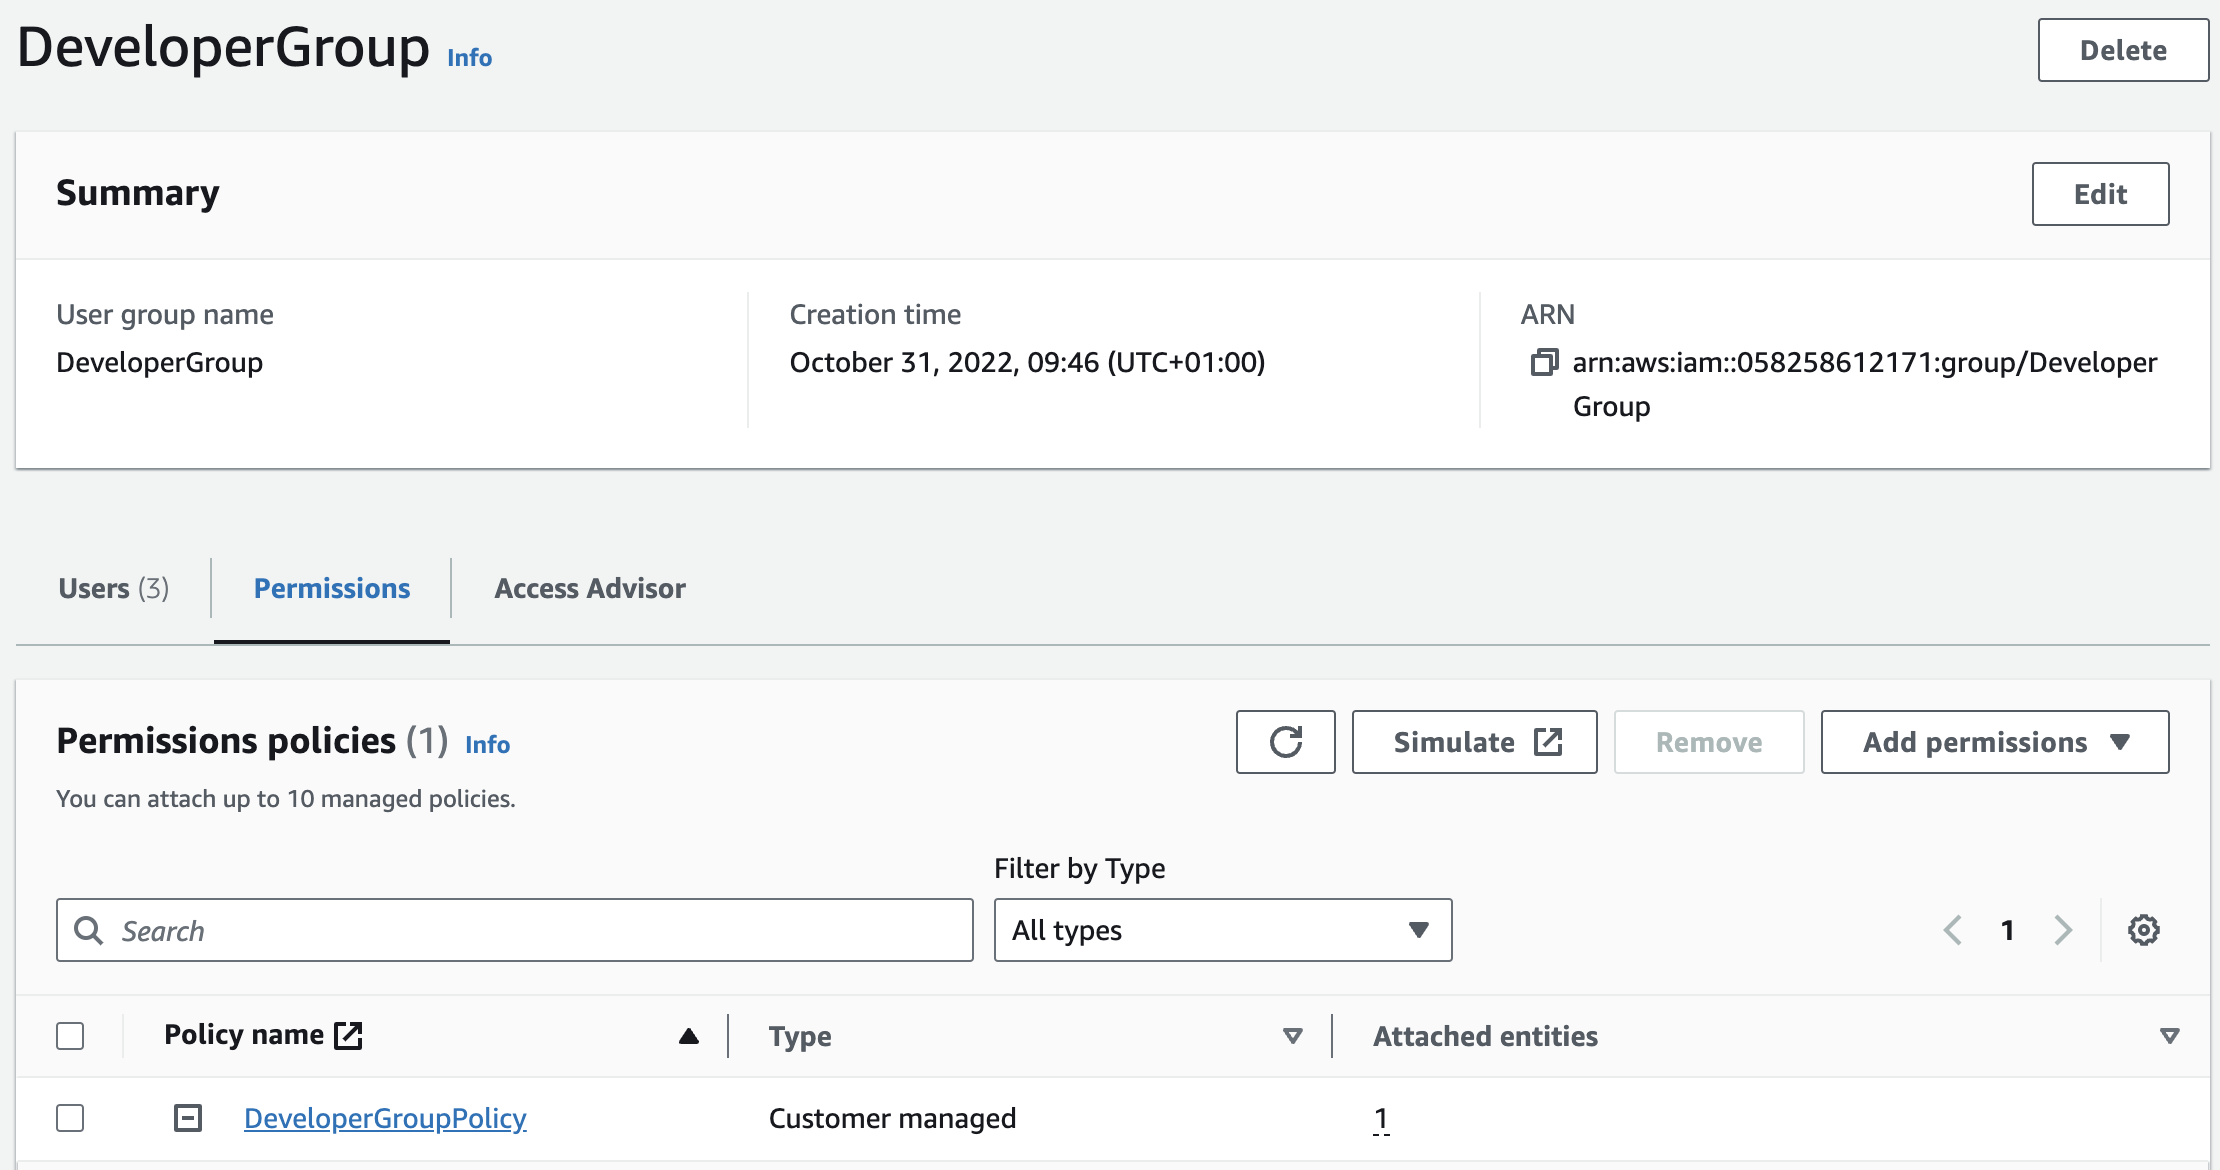 DeveloperGroup Info
Delete
Summary
Edit
User group name
DeveloperGroup
Creation time
October 31, 2022, 09:46 (UTC+01:00)
ARN
arn:aws:iam::058258612171:group/Developer
Group
Users (3)
Permissions
Access Advisor
Permissions policies (1) Info
You can attach up to 10 managed policies.
Simulate
Remove
Add permissions
Filter by Type
Search
All types
1
Policy name
Type
Attached entities
DeveloperGroupPolicy
Customer managed
1